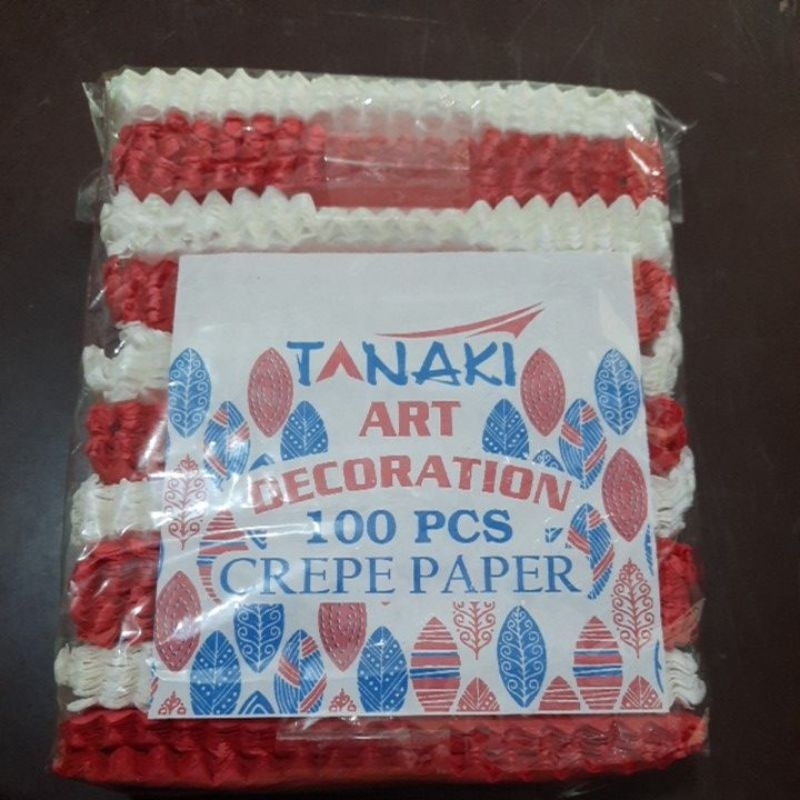 TANAKI
ART
DECORATION
100 PCS
CREPE PAPER